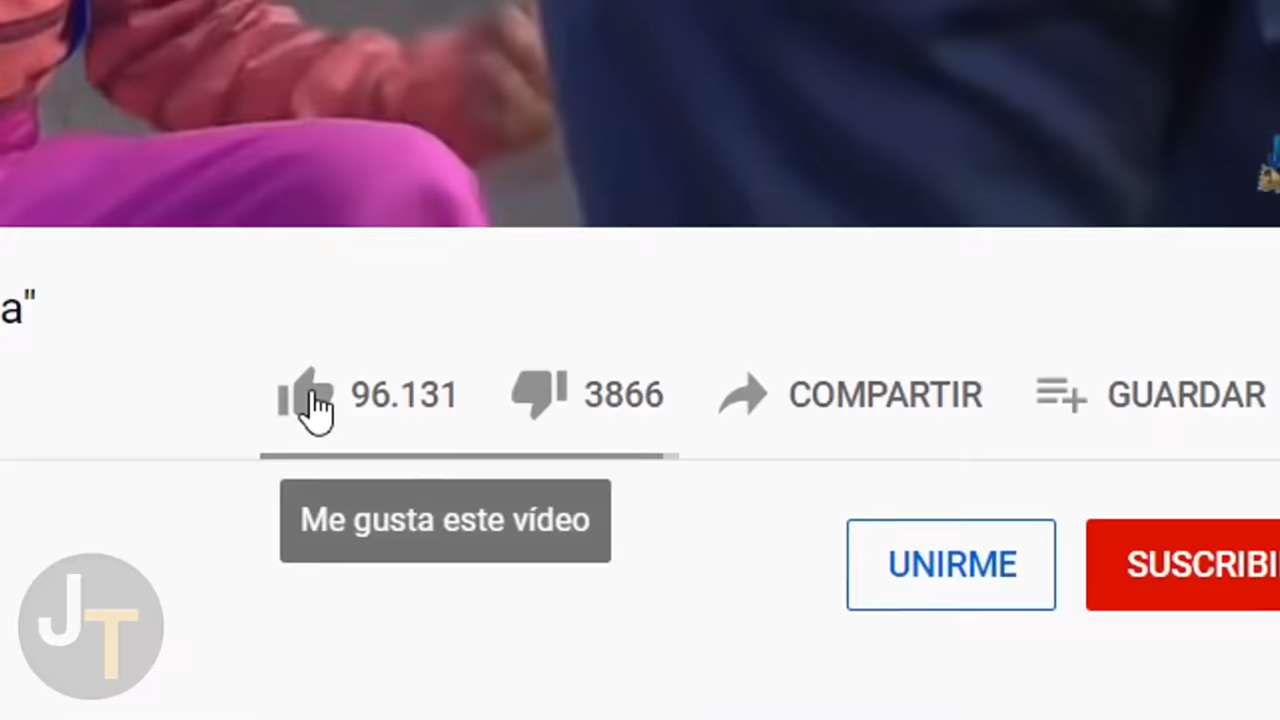 a"
96.131 3866 COMPARTIR GUARDAR
Me gusta este vídeo
UNIRME SUSCRIBI
JT